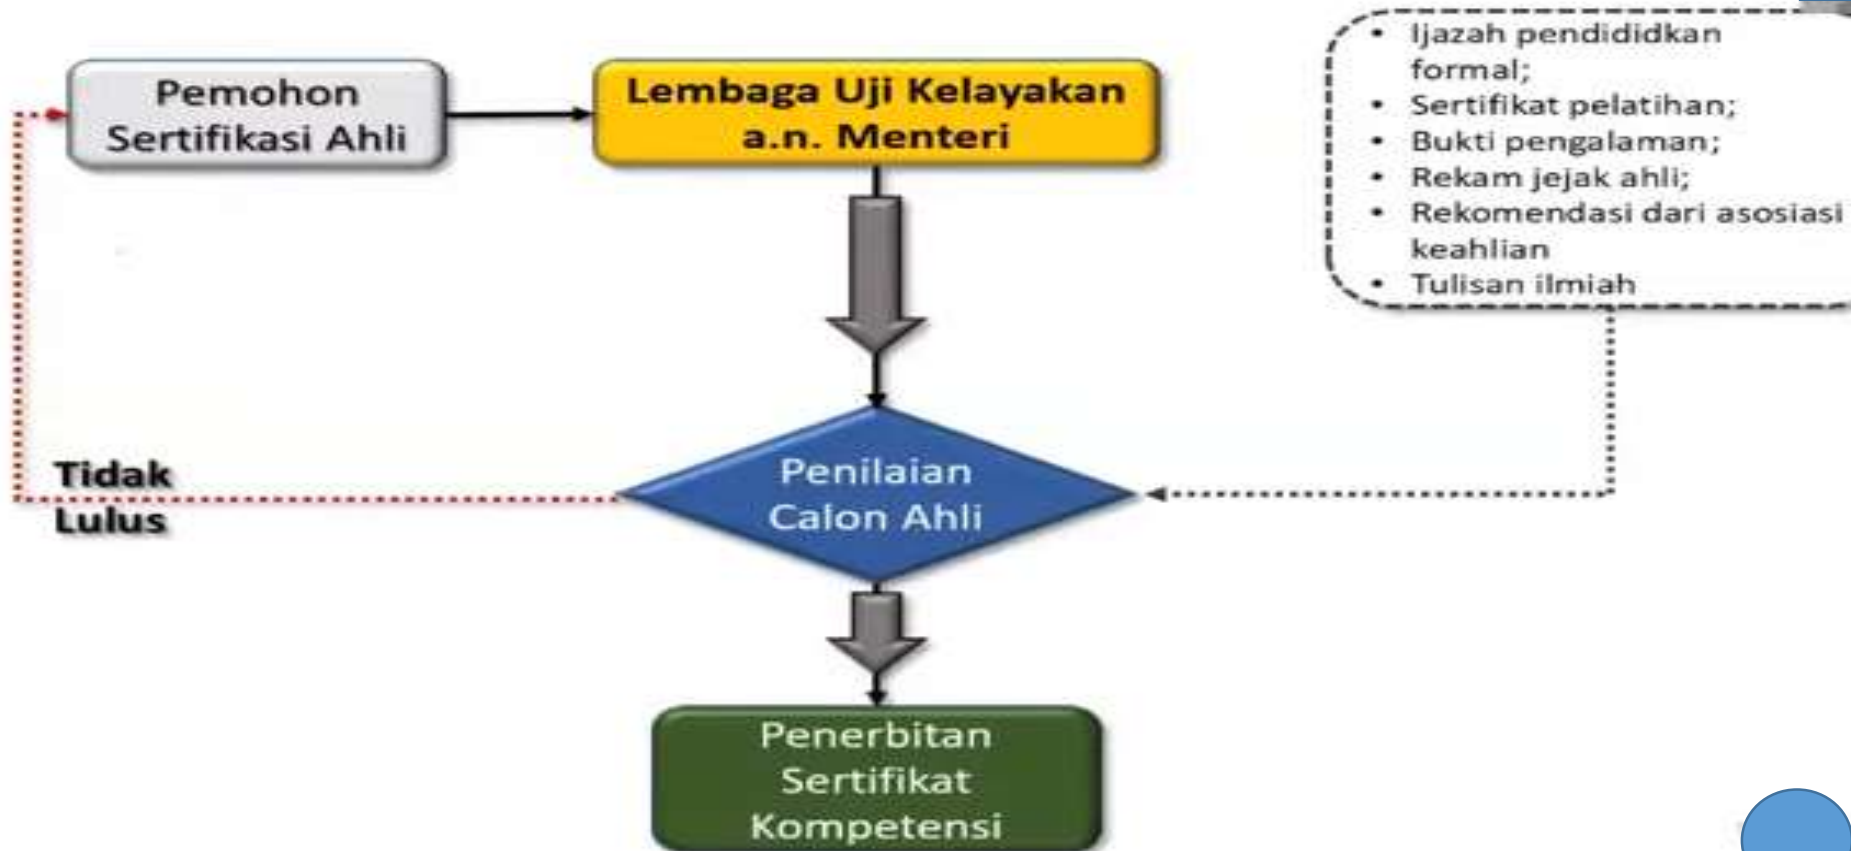 Pemohon
Sertifikasi Ahli
Lembaga Uji Kelayakan
a.n. Menteri
• Ijazah pendididkan
formal;
• Sertifikat pelatihan;
• Bukti pengalaman;
• Rekam jejak ahli;
• Rekomendasi dari asosiasi
keahlian
• Tulisan ilmiah
Tidak
Lulus
Penilaian
Calon Ahli
Penerbitan
Sertifikat
Kompetensi